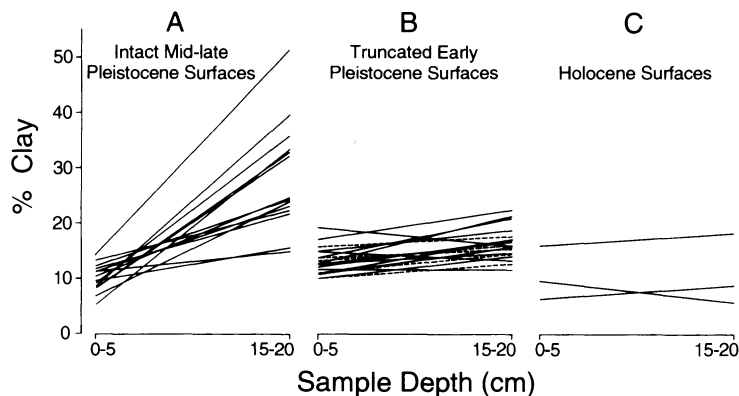 A
B
C
Intact Mid-late
Pleistocene Surfaces
Truncated Early
Pleistocene Surfaces
Holocene Surfaces
% Clay
50
40
30
20
10
0
0-5
15-20
0-5
15-20
0-5
15-20
Sample Depth (cm)